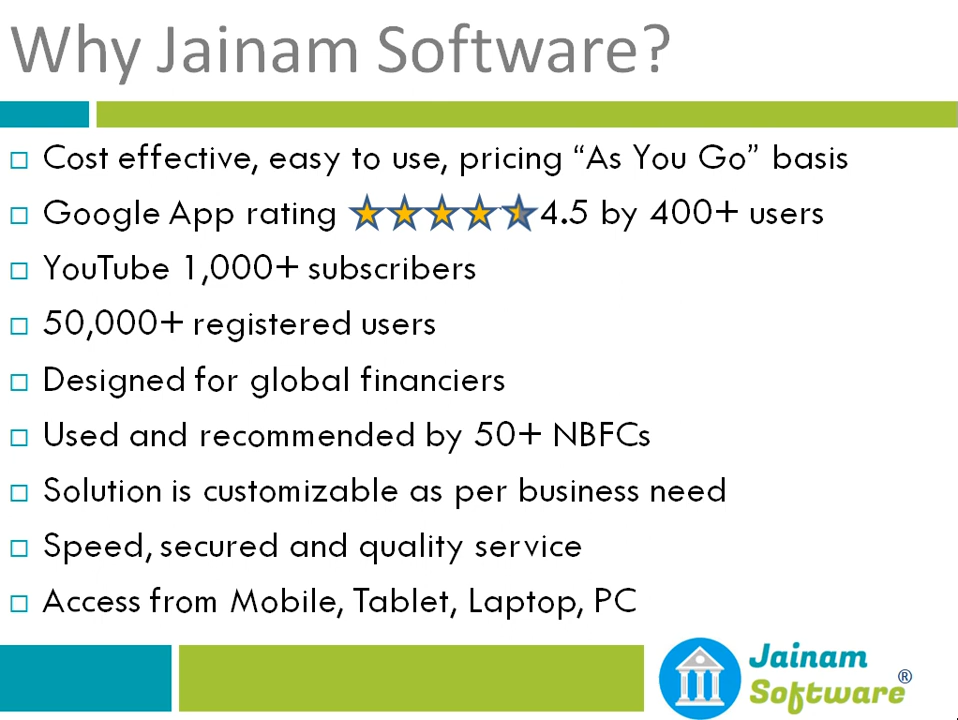 Why Jainam Software?
Cost effective, easy to use, pricing “As You Go” basis
Google App rating 4.5 by 400+ users
YouTube 1,000+ subscribers
50,000+ registered users
Designed for global financiers
Used and recommended by 50+ NBFCs
Solution is customizable as per business need
Speed, secured and quality service
Access from Mobile, Tablet, Laptop, PC
Jainam
Software®